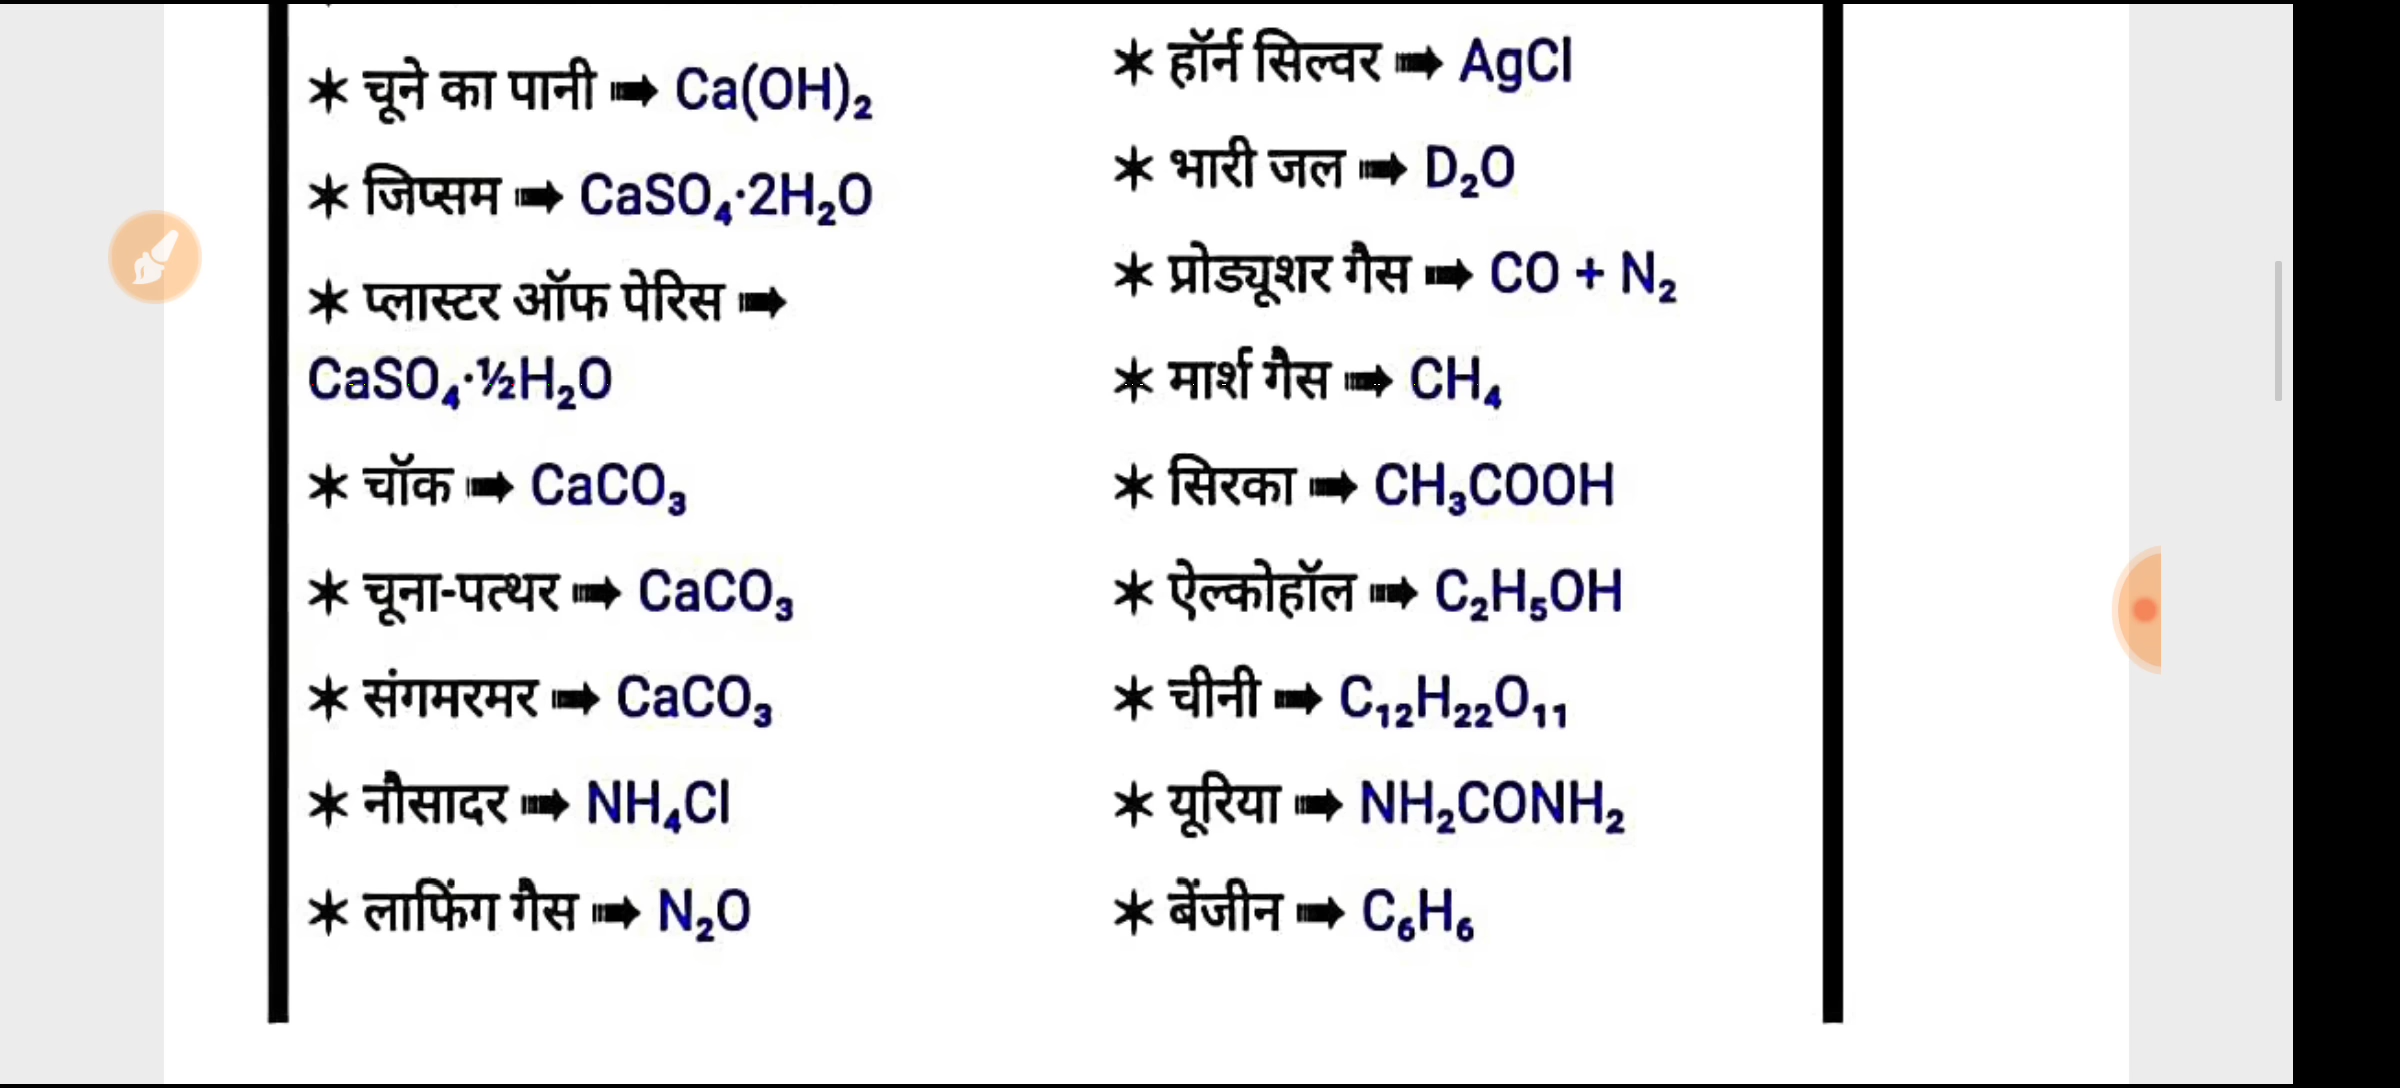 ✶ चूने का पानी ➠ Ca(OH)₂
✶ जिप्सम ➠ CaSO₄·2H₂O
✶ प्लास्टर ऑफ पेरिस ➠
CaSO₄·½H₂O
✶ चॉक ➠ CaCO₃
✶ चूना-पत्थर ➠ CaCO₃
✶ संगमरमर ➠ CaCO₃
✶ नौसादर ➠ NH₄Cl
✶ लाफिंग गैस ➠ N₂O
✶ हॉर्न सिल्वर ➠ AgCl
✶ भारी जल ➠ D₂O
✶ प्रोड्यूशर गैस ➠ CO + N₂
✶ मार्श गैस ➠ CH₄
✶ सिरका ➠ CH₃COOH
✶ ऐल्कोहॉल ➠ C₂H₅OH
✶ चीनी ➠ C₁₂H₂₂O₁₁
✶ यूरिया ➠ NH₂CONH₂
✶ बेंजीन ➠ C₆H₆